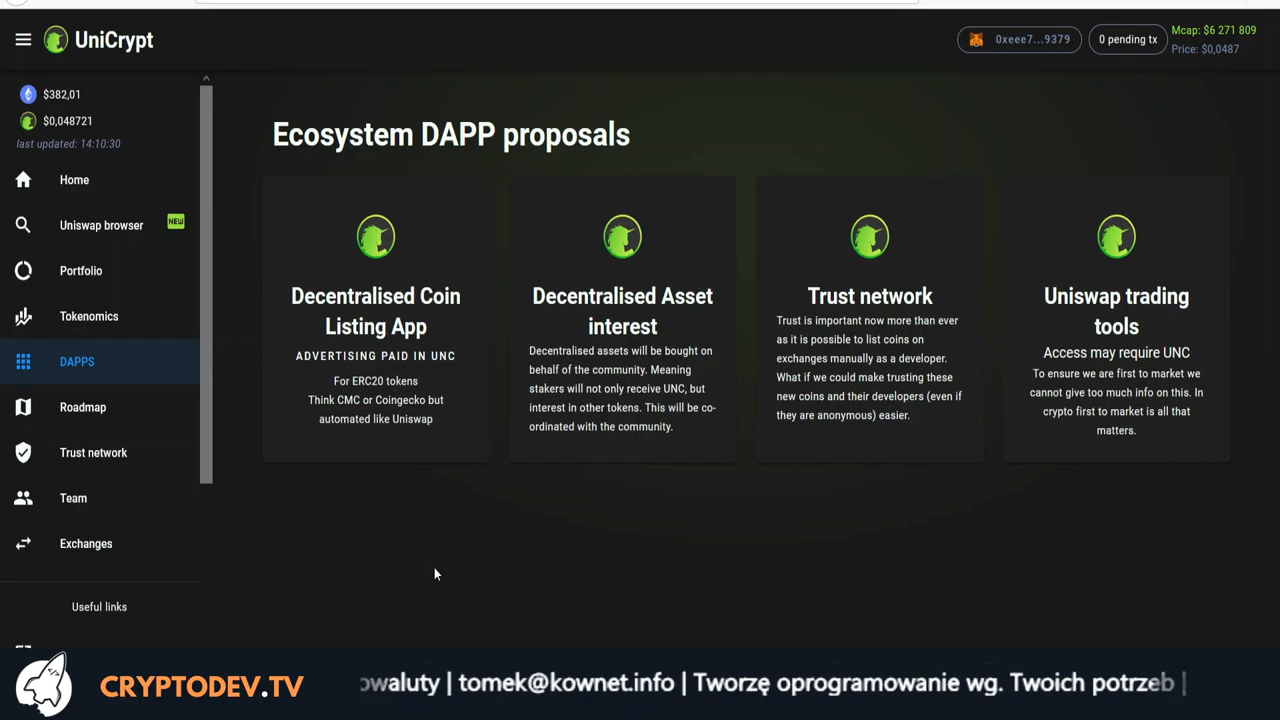 UniCrypt
0xeee7...9379
0 pending tx
Mcap: $6 271 809
Price: $0,0487
$382,01
$0,048721
last updated: 14:10:30
Home
Uniswap browser
NEW
Portfolio
Tokenomics
DAPPS
Roadmap
Trust network
Team
Exchanges
Useful links
Ecosystem DAPP proposals
Decentralised Coin
Listing App
ADVERTISING PAID IN UNC
For ERC20 tokens
Think CMC or Coingecko but
automated like Uniswap
Decentralised Asset
interest
Decentralised assets will be bought on
behalf of the community. Meaning
stakers will not only receive UNC, but
interest in other tokens. This will be co-
ordinated with the community.
Trust network
Trust is important now more than ever
as it is possible to list coins on
exchanges manually as a developer.
What if we could make trusting these
new coins and their developers (even if
they are anonymous) easier.
Uniswap trading
tools
Access may require UNC
To ensure we are first to market we
cannot give too much info on this. In
crypto first to market is all that
matters.
</> CRYPTODEV.TV
owaluty | tomek@kownet.info | Tworzę oprogramowanie wg. Twoich potrzeb |